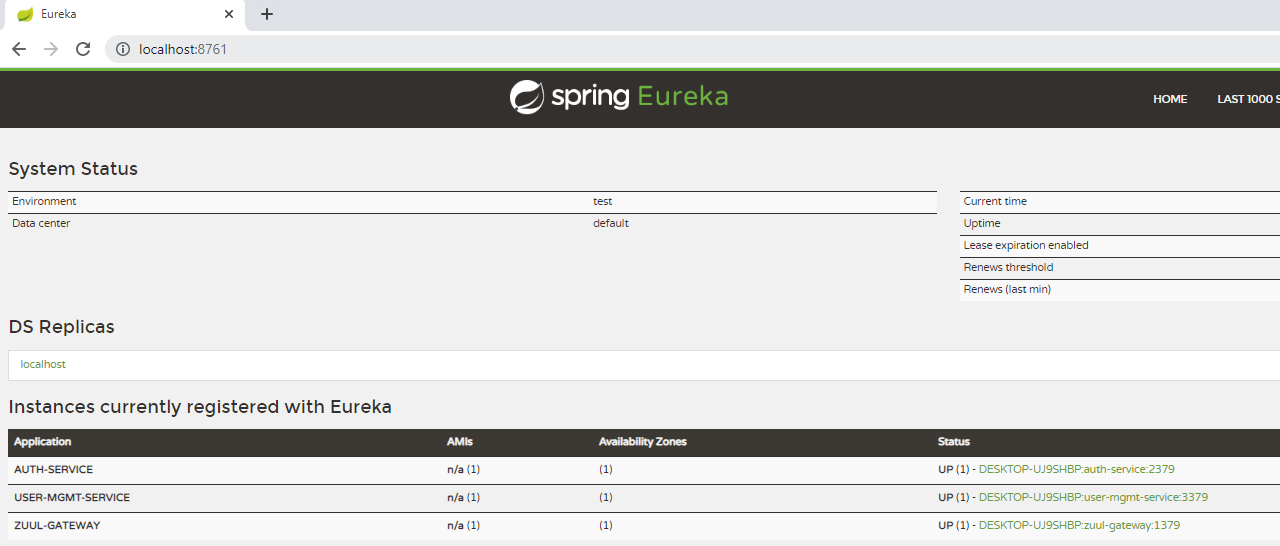 Eureka
localhost:8761
spring Eureka
HOME LAST 1000 S
System Status
Environment test
Data center default
Current time
Uptime
Lease expiration enabled
Renews threshold
Renews (last min)
DS Replicas
localhost
Instances currently registered with Eureka
Application AMIs Availability Zones Status
AUTH-SERVICE n/a (1) (1) UP (1) - DESKTOP-UJ9SHBP:auth-service:2379
USER-MGMT-SERVICE n/a (1) (1) UP (1) - DESKTOP-UJ9SHBP:user-mgmt-service:3379
ZUUL-GATEWAY n/a (1) (1) UP (1) - DESKTOP-UJ9SHBP:zuul-gateway:1379